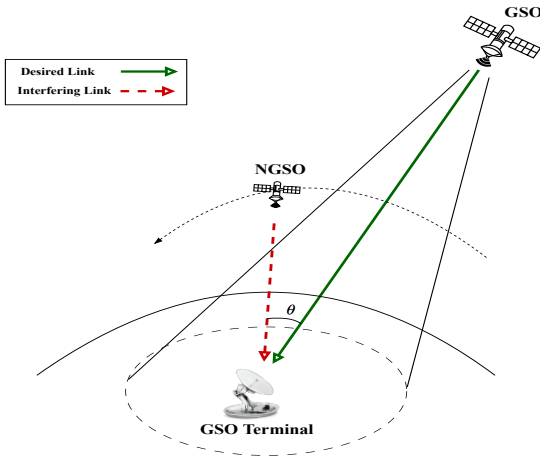 GSO
Desired Link
Interfering Link
NGSO
θ
GSO Terminal